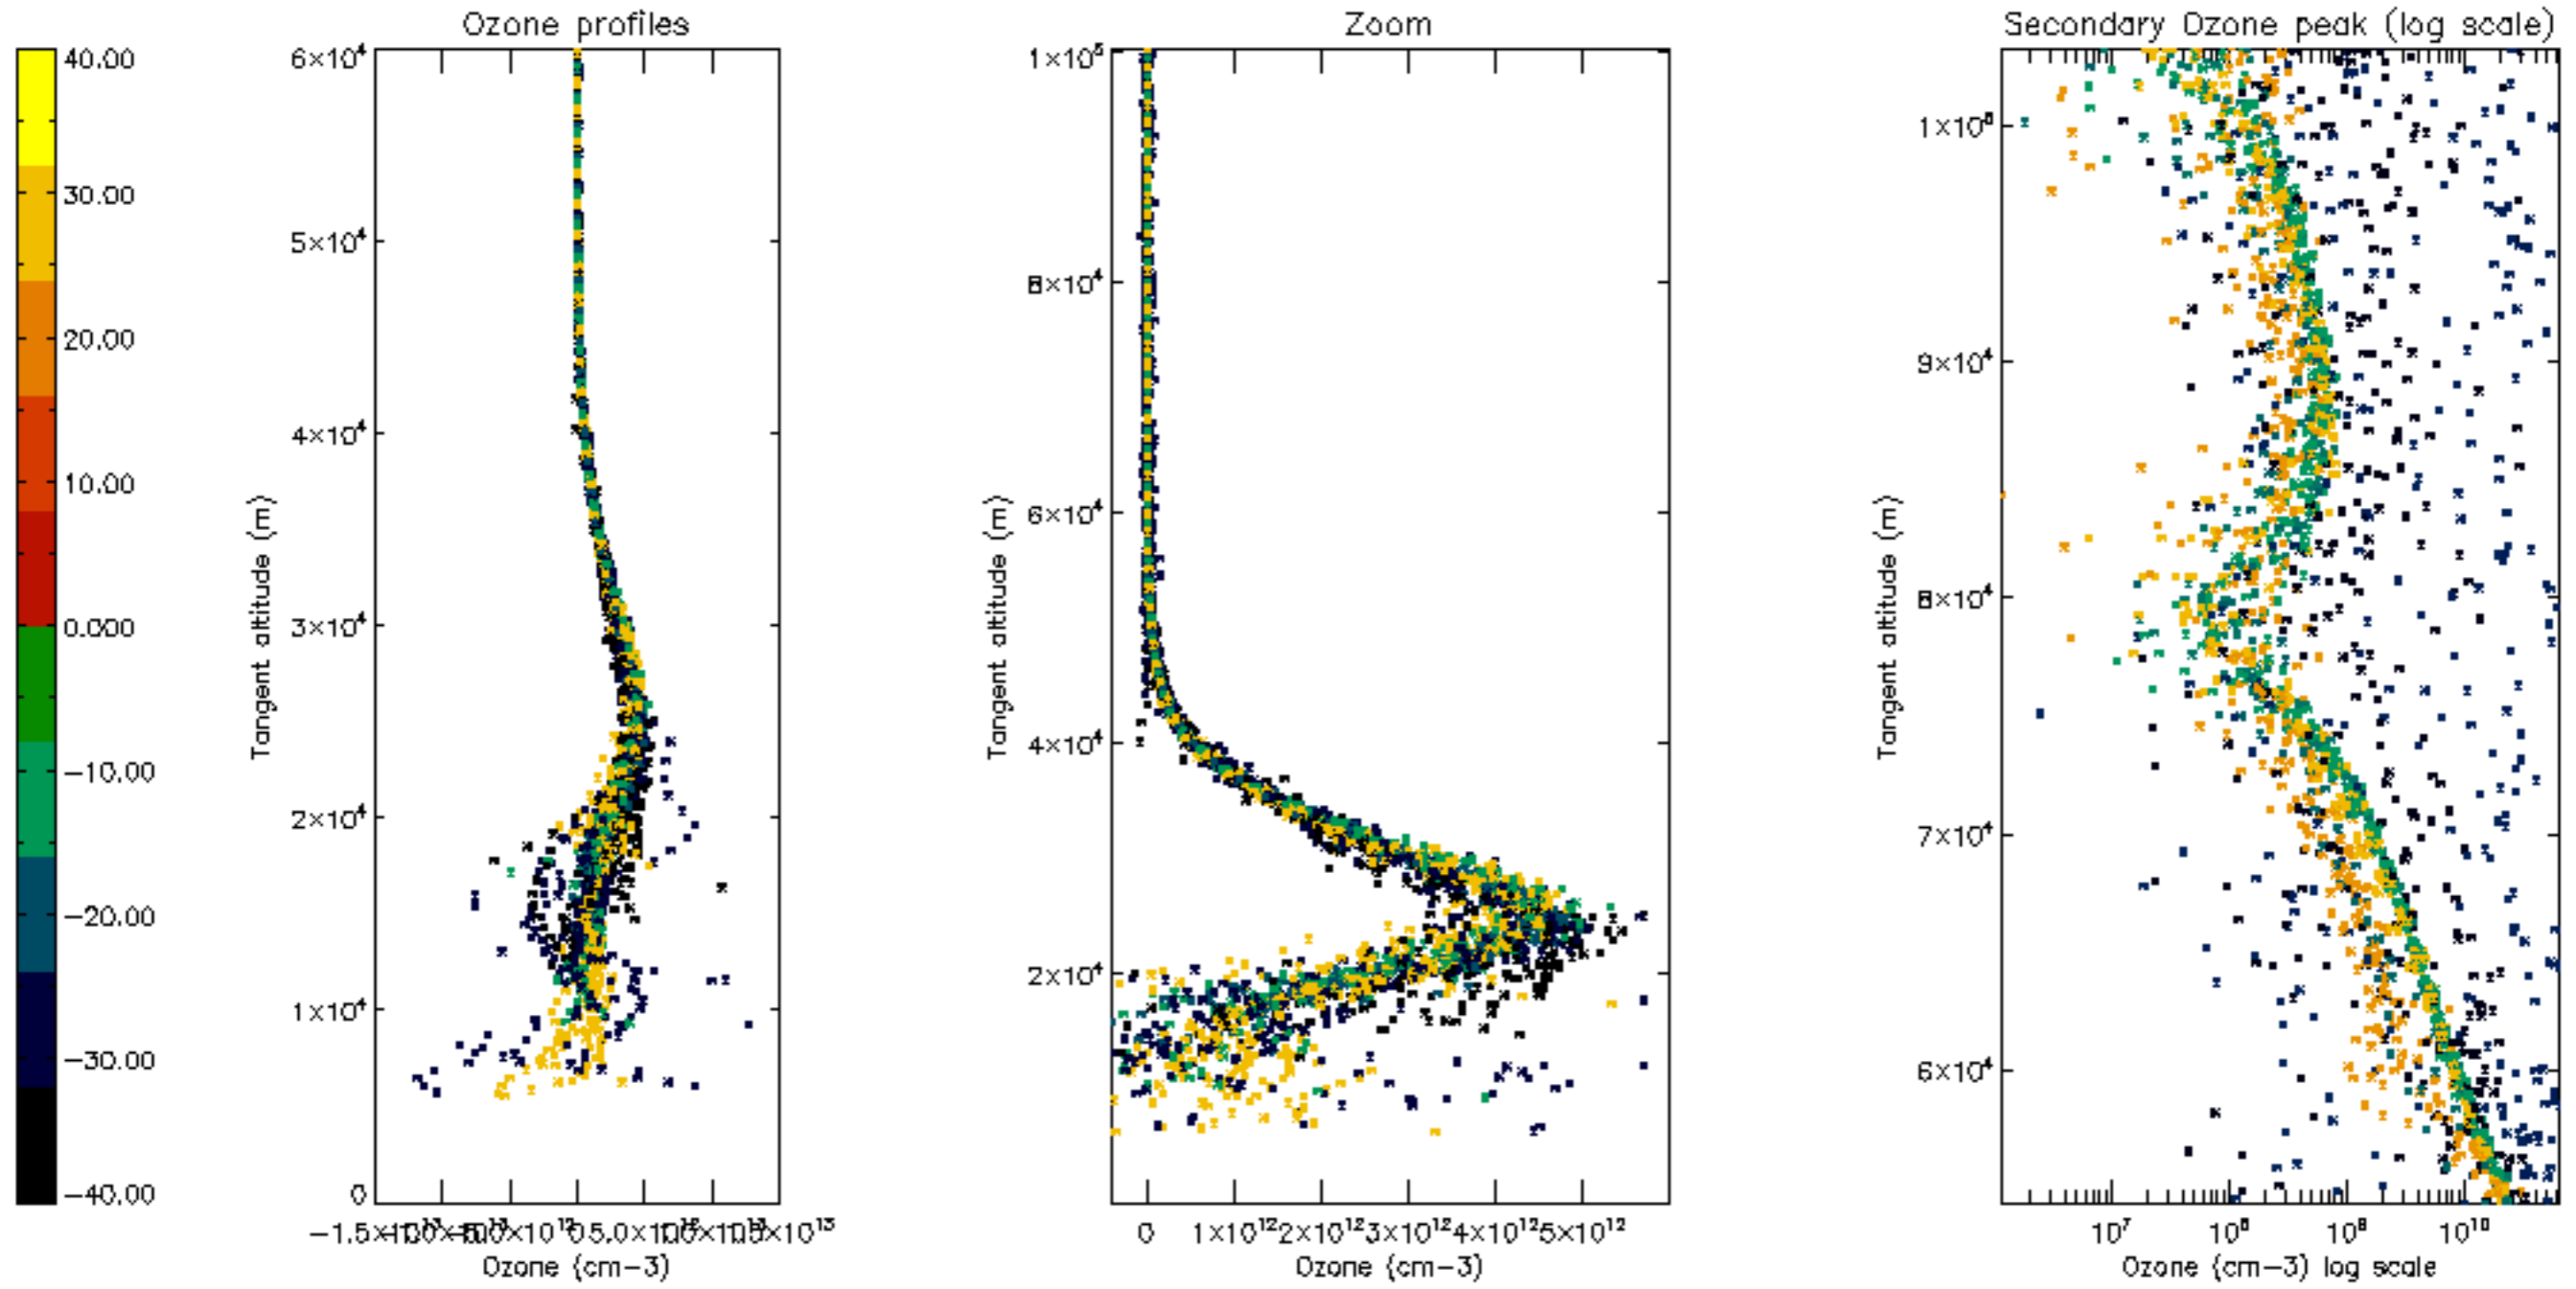 Ozone profiles
Zoom
Secondary Ozone peak (log scale)
40.00
30.00
20.00
10.00
0.000
-10.00
-20.00
-30.00
-40.00
6×10⁴
5×10⁴
4×10⁴
3×10⁴
2×10⁴
1×10⁴
0
Tangent altitude (m)
Ozone (cm-3)
1×10⁵
8×10⁴
6×10⁴
4×10⁴
2×10⁴
Tangent altitude (m)
0 1×10¹² 2×10¹² 3×10¹² 4×10¹² 5×10¹²
Ozone (cm-3)
1×10⁵
9×10⁴
8×10⁴
7×10⁴
6×10⁴
Tangent altitude (m)
10⁷ 10⁸ 10⁹ 10¹⁰
Ozone (cm-3) log scale